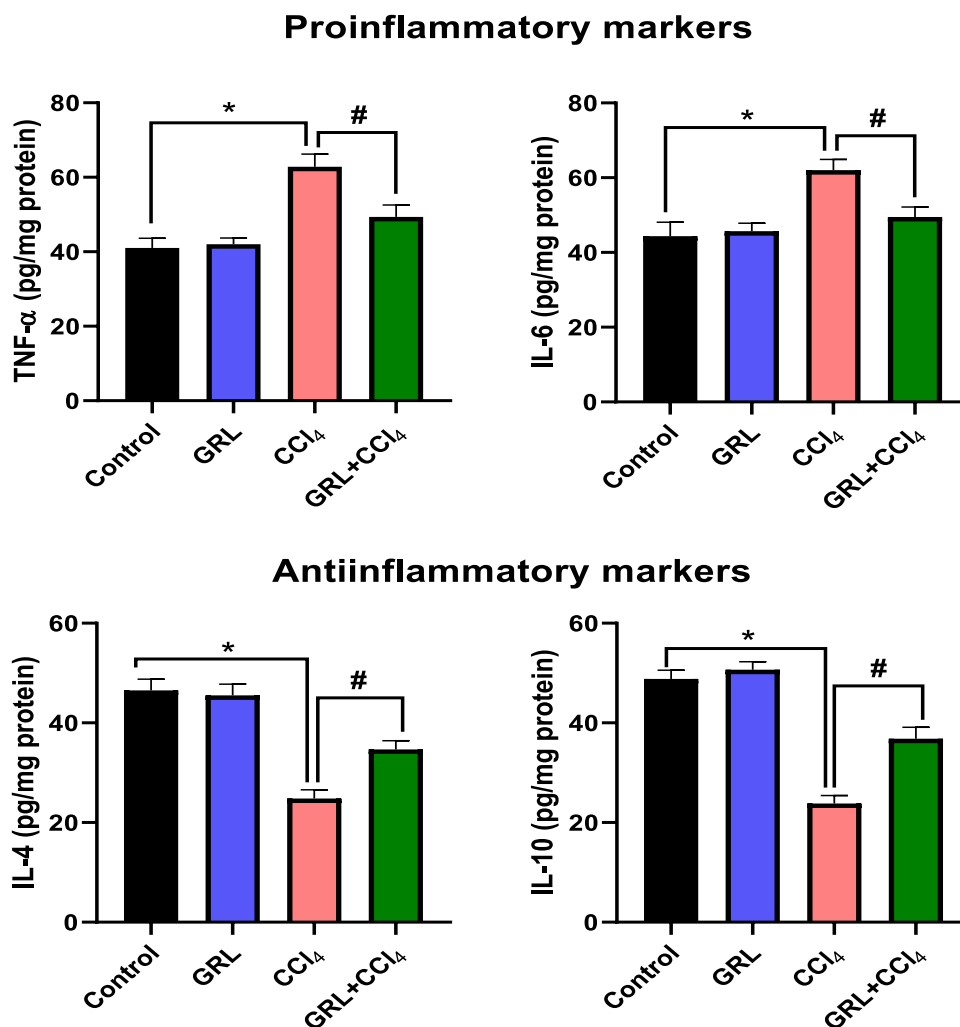 Proinflammatory markers
TNF-α (pg/mg protein)
80
60
40
20
0
*
#
Control
GRL
CCl₄
GRL+CCl₄
IL-6 (pg/mg protein)
80
60
40
20
0
*
#
Control
GRL
CCl₄
GRL+CCl₄
Antiinflammatory markers
IL-4 (pg/mg protein)
60
40
20
0
*
#
Control
GRL
CCl₄
GRL+CCl₄
IL-10 (pg/mg protein)
60
40
20
0
*
#
Control
GRL
CCl₄
GRL+CCl₄